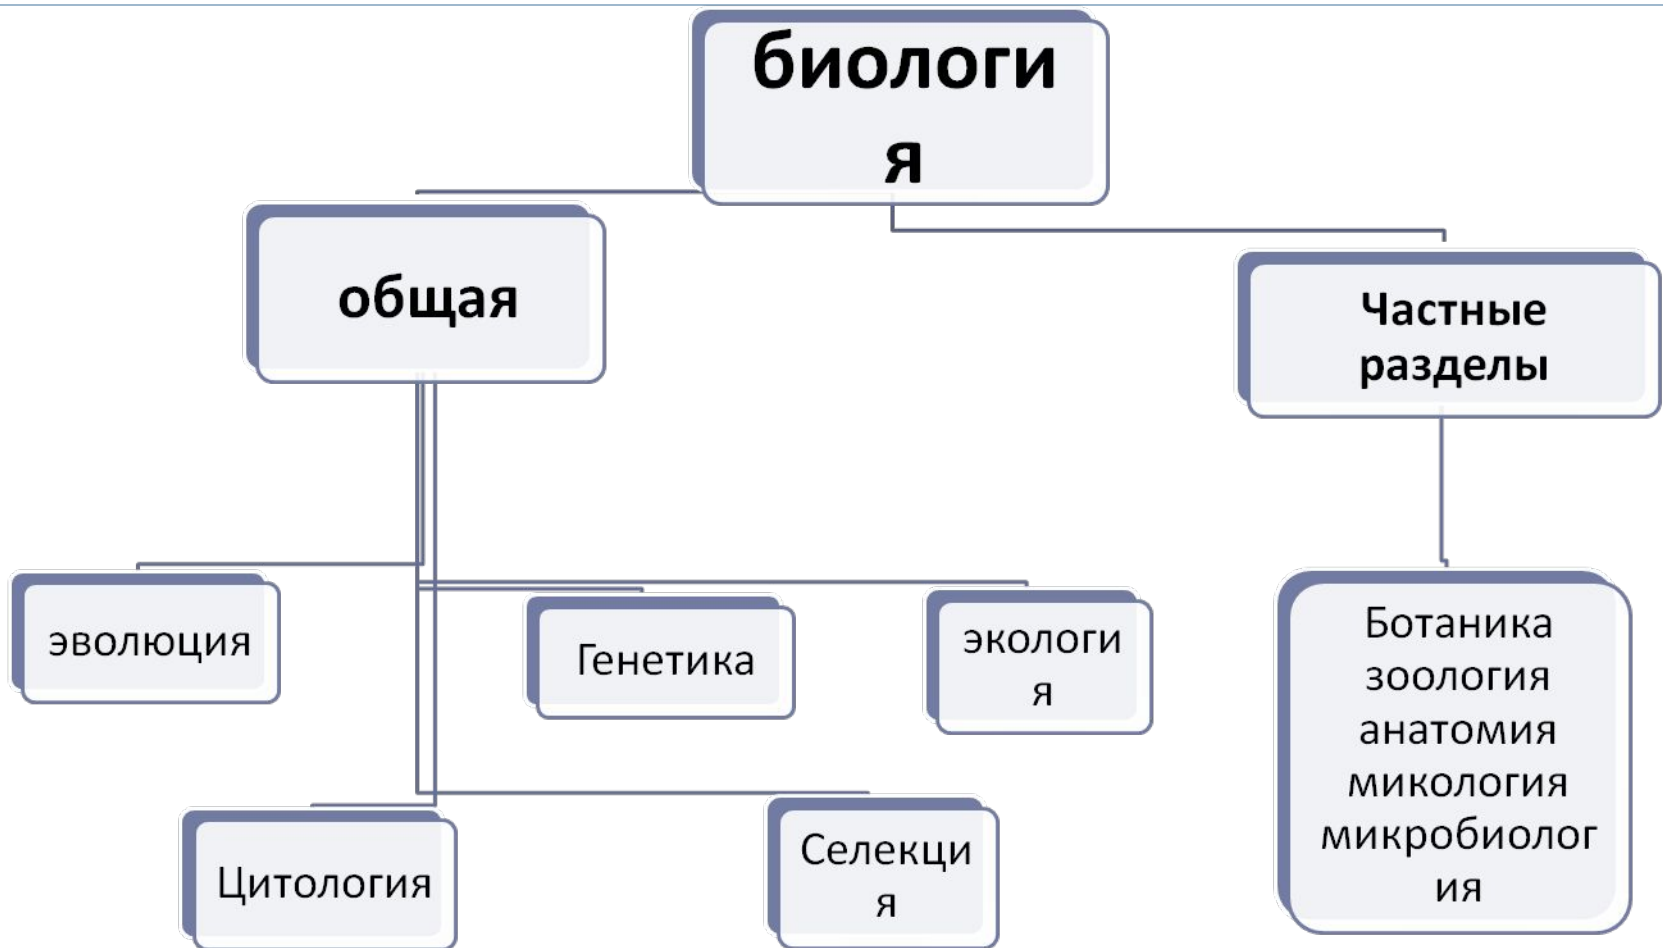 биологи
я
общая
Частные
разделы
эволюция
Генетика
экологи
я
Цитология
Селекци
я
Ботаника
зоология
анатомия
микология
микробиолог
ия